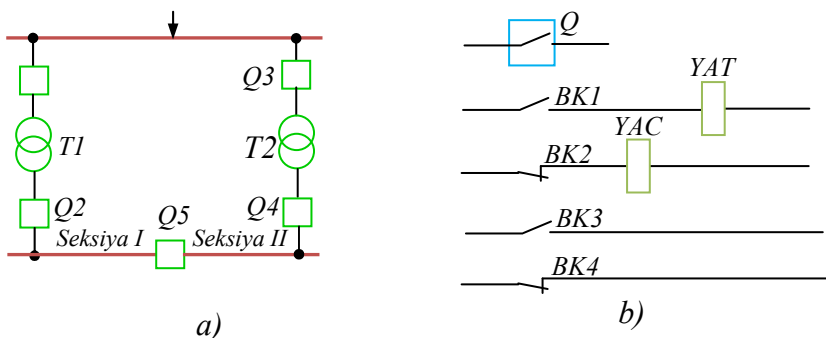 Q3
T1
T2
Q2
Q5
Q4
Seksiya I
Seksiya II
a)
Q
YAT
BK1
YAC
BK2
BK3
BK4
b)